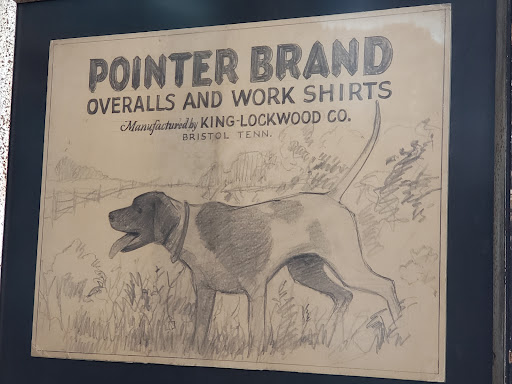 POINTER BRAND
OVERALLS AND WORK SHIRTS
Manufactured by KING-LOCKWOOD CO.
BRISTOL TENN.